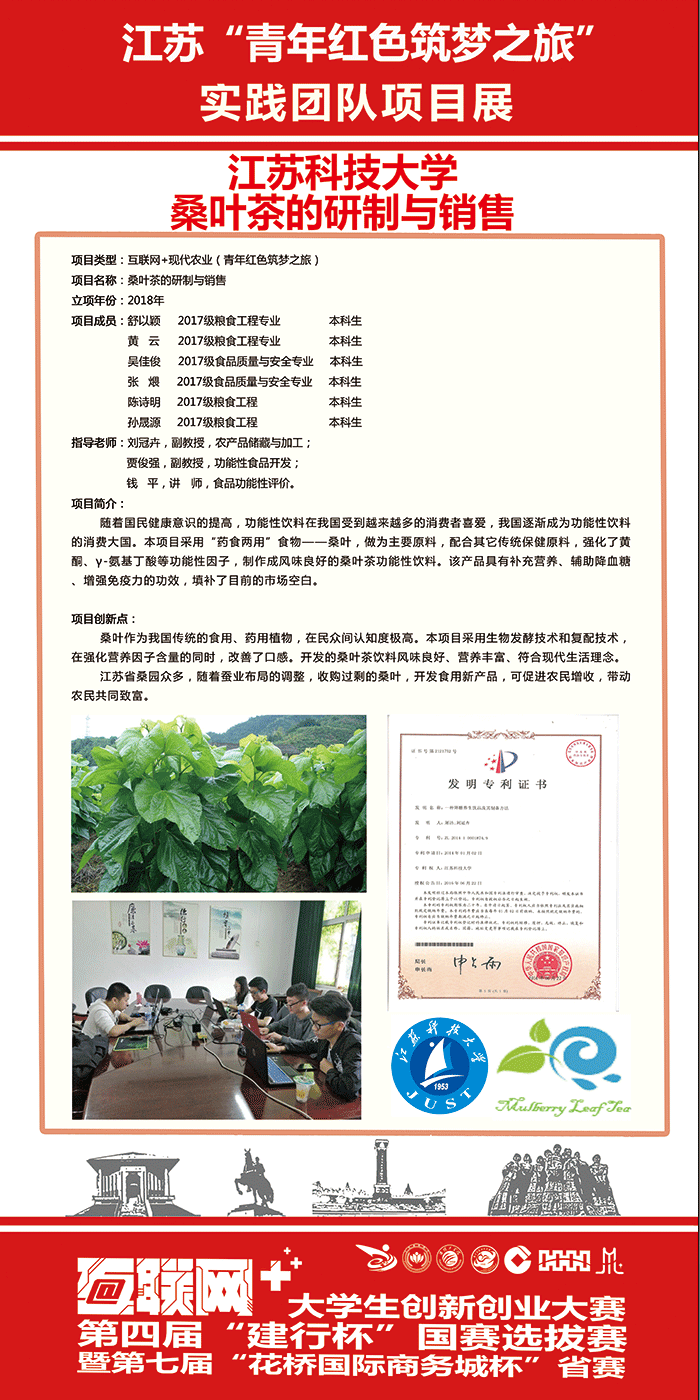 江苏“青年红色筑梦之旅”
实践团队项目展
江苏科技大学
桑叶茶的研制与销售
项目类型：互联网+现代农业（青年红色筑梦之旅）
项目名称：桑叶茶的研制与销售
立项年份：2018年
项目成员：舒以颖 2017级粮食工程专业 本科生
黄 云 2017级粮食工程专业 本科生
吴佳俊 2017级食品质量与安全专业 本科生
张 煨 2017级食品质量与安全专业 本科生
陈诗明 2017级粮食工程 本科生
孙晟源 2017级粮食工程 本科生
指导老师：刘冠卉，副教授，农产品储藏与加工；
贾俊强，副教授，功能性食品开发；
钱 平，讲 师，食品功能性评价。
项目简介：
随着国民健康意识的提高，功能性饮料在我国受到越来越多的消费者喜爱，我国逐渐成为功能性饮料
的消费大国。本项目采用“药食两用”食物——桑叶，做为主要原料，配合其它传统保健原料，强化了黄
酮、γ-氨基丁酸等功能性因子，制作成风味良好的桑叶茶功能性饮料。该产品具有补充营养、辅助降血糖
、增强免疫力的功效，填补了目前的市场空白。
项目创新点：
桑叶作为我国传统的食用、药用植物，在民众间认知度极高。本项目采用生物发酵技术和复配技术，
在强化营养因子含量的同时，改善了口感。开发的桑叶茶饮料风味良好、营养丰富、符合现代生活理念。
江苏省桑园众多，随着蚕业布局的调整，收购过剩的桑叶，开发食用新产品，可促进农民增收，带动
农民共同致富。
发明专利证书
江苏科技大学
1953
JUST
Mulberry Leaf Tea
互联网+
大学生创新创业大赛
第四届“建行杯”国赛选拔赛
暨第七届“花桥国际商务城杯”省赛